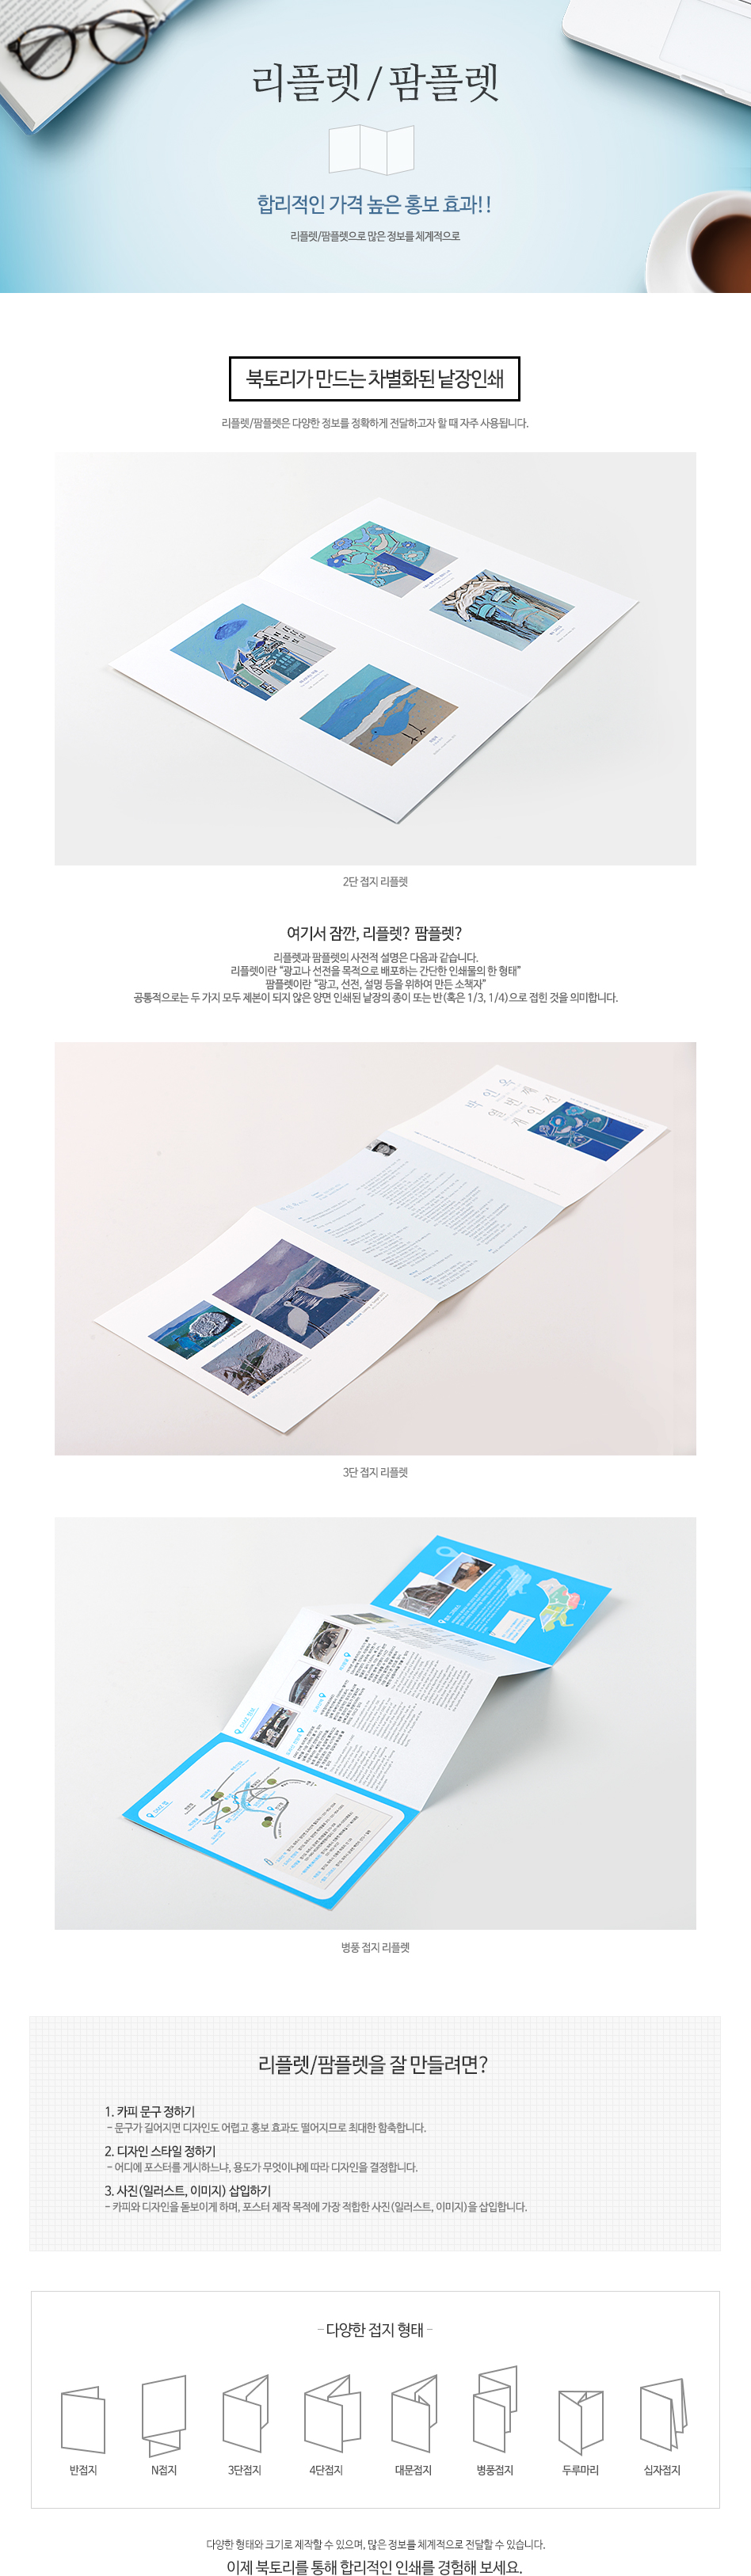 리플렛 / 팜플렛
합리적인 가격 높은 홍보 효과!!
리플렛/팜플렛으로 많은 정보를 체계적으로
북토리가 만드는 차별화된 낱장인쇄
리플렛/팜플렛은 다양한 정보를 정확하게 전달하고자 할 때 자주 사용됩니다.
2단 접지 리플렛
여기서 잠깐, 리플렛? 팜플렛?
리플렛과 팜플렛의 사전적 설명은 다음과 같습니다.
리플렛이란 “광고나 선전을 목적으로 배포하는 간단한 인쇄물의 한 형태”
팜플렛이란 “광고, 선전, 설명 등을 위하여 만든 소책자”
공통적으로는 두 가지 모두 제본이 되지 않은 양면 인쇄된 낱장의 종이 또는 반(혹은 1/3, 1/4)으로 접힌 것을 의미합니다.
3단 접지 리플렛
병풍 접지 리플렛
리플렛/팜플렛을 잘 만들려면?
1. 카피 문구 정하기
- 문구가 길어지면 디자인도 어렵고 홍보 효과도 떨어지므로 최대한 함축합니다.
2. 디자인 스타일 정하기
- 어디에 포스터를 게시하느냐, 용도가 무엇이냐에 따라 디자인을 결정합니다.
3. 사진(일러스트, 이미지) 삽입하기
- 카피와 디자인을 돋보이게 하며, 포스터 제작 목적에 가장 적합한 사진(일러스트, 이미지)을 삽입합니다.
- 다양한 접지 형태 -
반접지 N접지 3단접지 4단접지 대문접지 병풍접지 두루마리 십자접지
다양한 형태와 크기로 제작할 수 있으며, 많은 정보를 체계적으로 전달할 수 있습니다.
이제 북토리를 통해 합리적인 인쇄를 경험해 보세요.